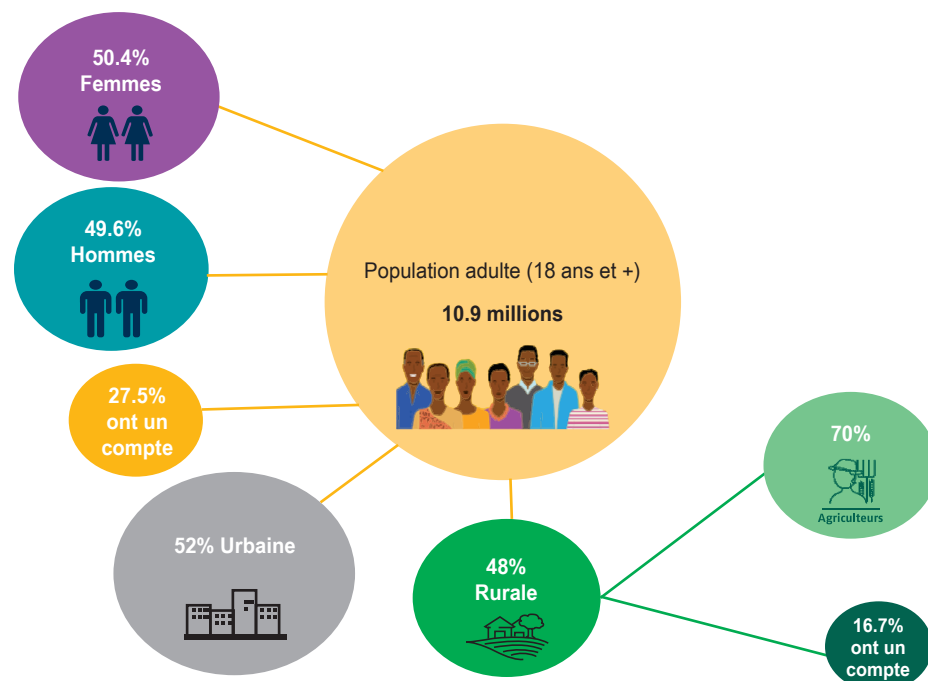 50.4%
Femmes
49.6%
Hommes
Population adulte (18 ans et +)
10.9 millions
27.5%
ont un
compte
52% Urbaine
48%
Rurale
70%
Agriculteurs
16.7%
ont un
compte